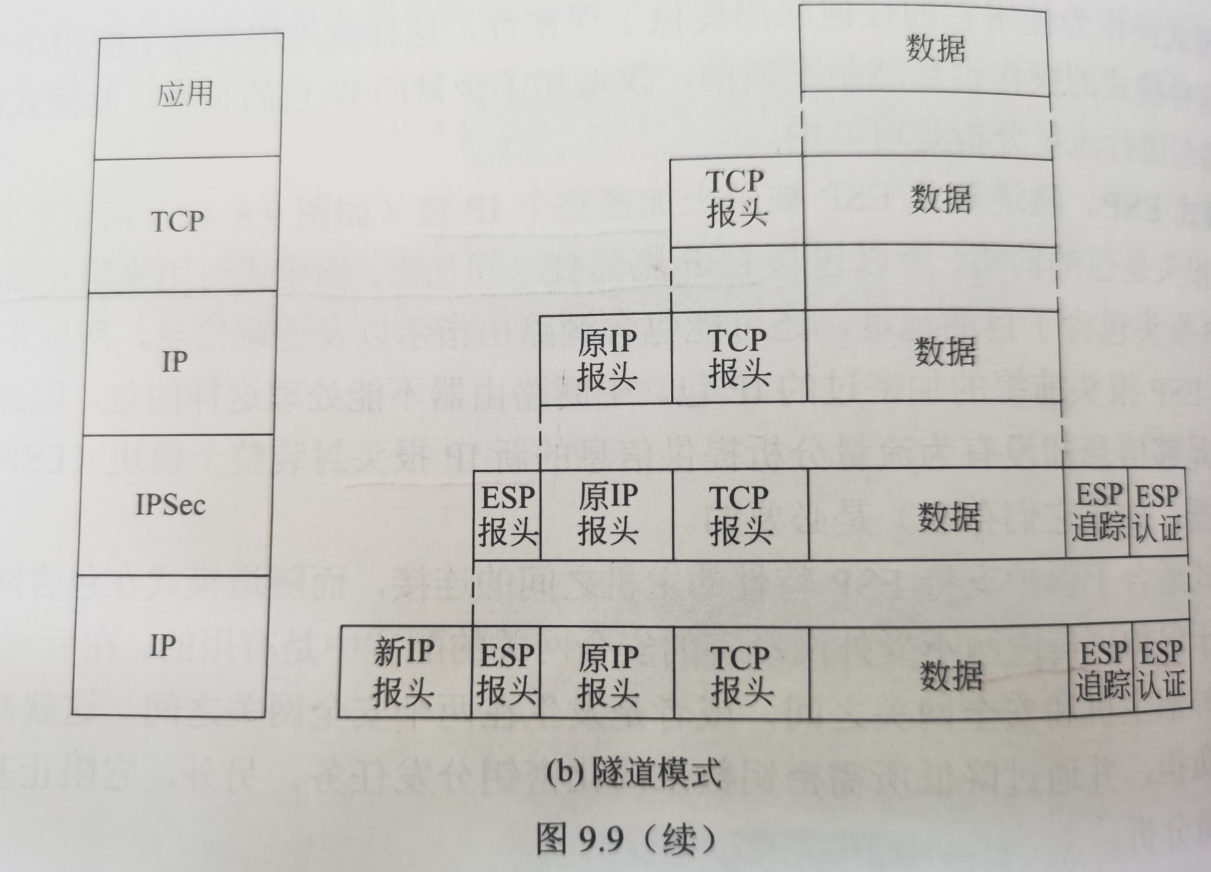 应用
数据
TCP
TCP
报头
数据
IP
原IP
报头
TCP
报头
数据
IPSec
ESP
报头
原IP
报头
TCP
报头
数据
ESP
追踪
ESP
认证
IP
新IP
报头
ESP
报头
原IP
报头
TCP
报头
数据
ESP
追踪
ESP
认证
(b) 隧道模式
图 9.9（续）